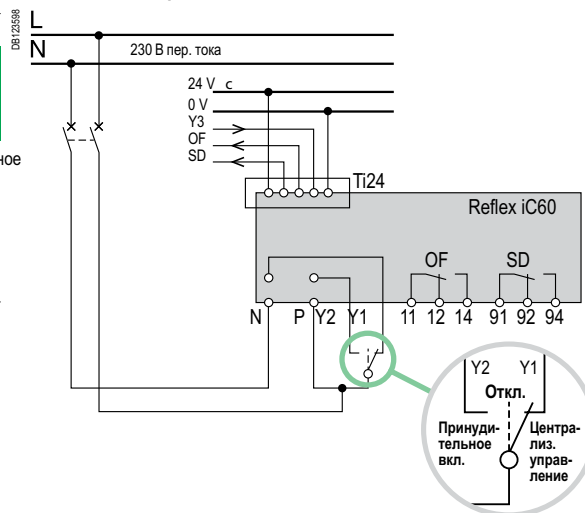 DB123598
L
N
230 В пер. тока
ное
24 V c
0 V
Y3
OF
SD
Ti24
Reflex iC60
OF SD
N P Y2 Y1 11 12 14 91 92 94
Y2 Y1
Откл.
Принуди-
тельное
вкл.
Центра-
лиз.
управ-
ление